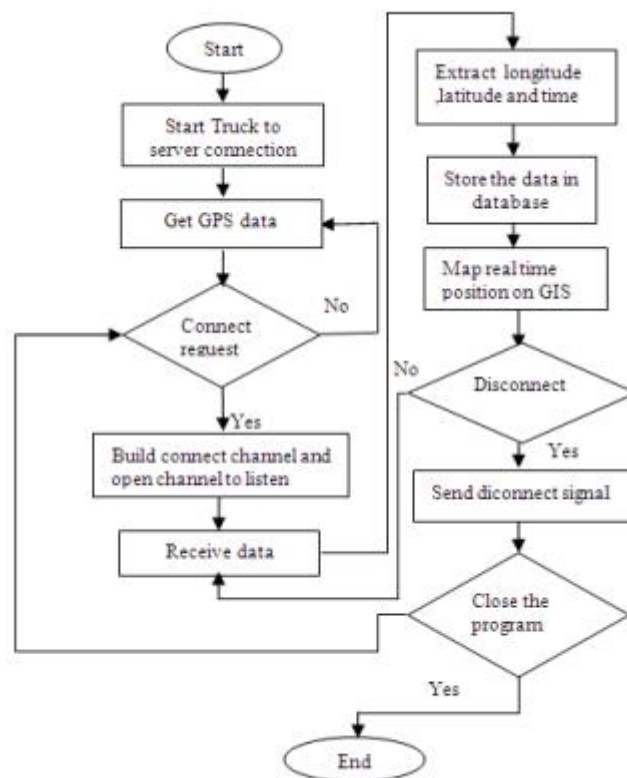 Start
Start Truck to
server connection
Get GPS data
No
Connect
reguest
Yes
Build connect channel and
open channel to listen
Receive data
Extract longitude
,latitude and time
Store the data in
database
Map real time
position on GIS
No
Disconnect
Yes
Send diconnect signal
Close the
program
Yes
End